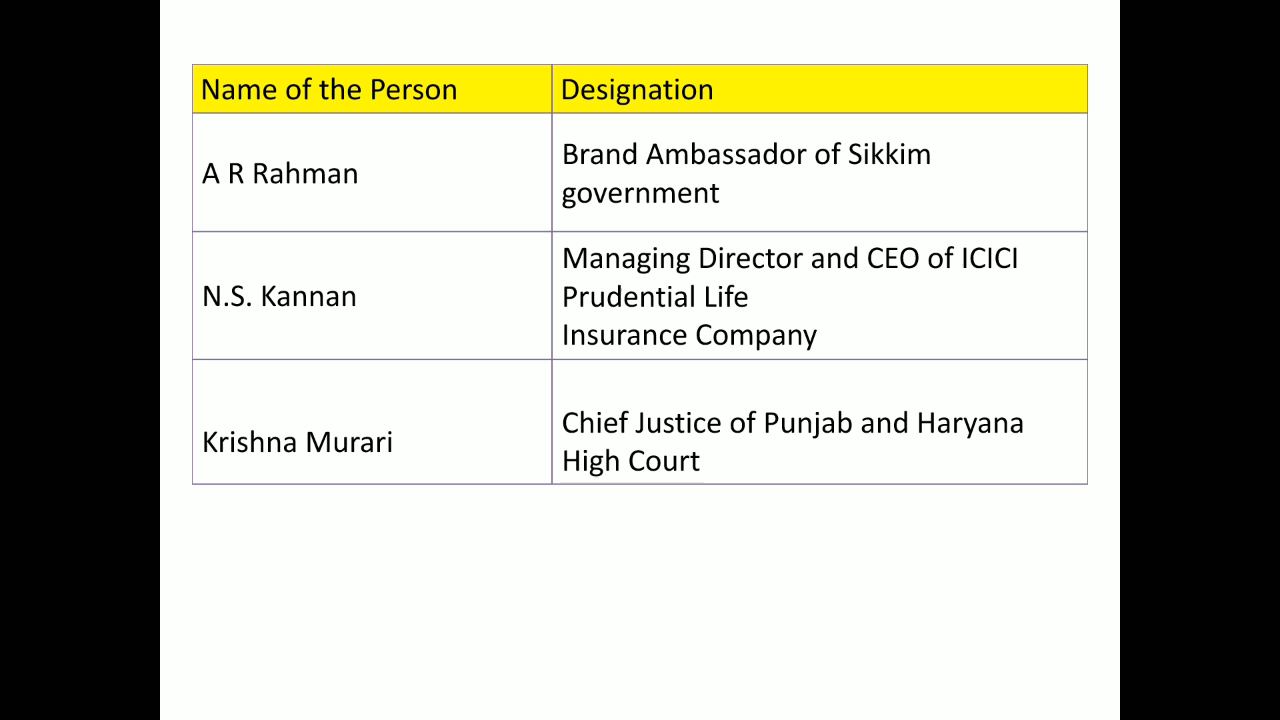 Name of the Person
Designation
A R Rahman
Brand Ambassador of Sikkim
government
N.S. Kannan
Managing Director and CEO of ICICI
Prudential Life
Insurance Company
Krishna Murari
Chief Justice of Punjab and Haryana
High Court